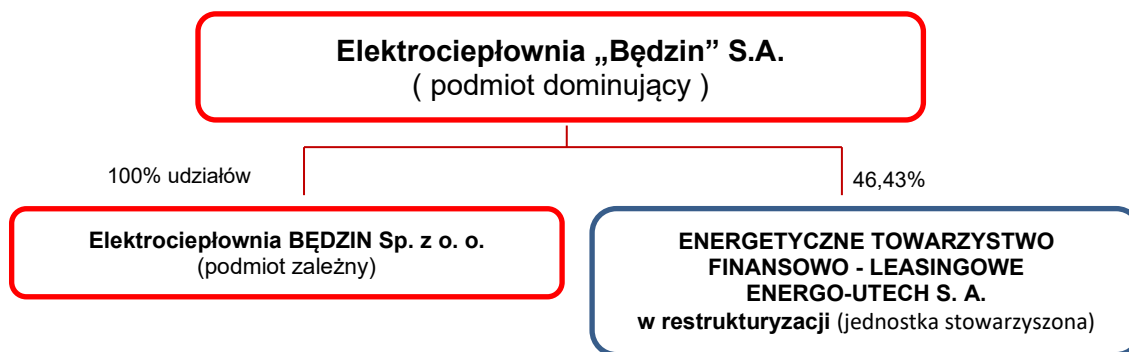 Elektrociepłownia „Będzin” S.A.
( podmiot dominujący )
100% udziałów
46,43%
Elektrociepłownia BĘDZIN Sp. z o. o.
(podmiot zależny)
ENERGETYCZNE TOWARZYSTWO
FINANSOWO - LEASINGOWE
ENERGO-UTECH S. A.
w restrukturyzacji (jednostka stowarzyszona)